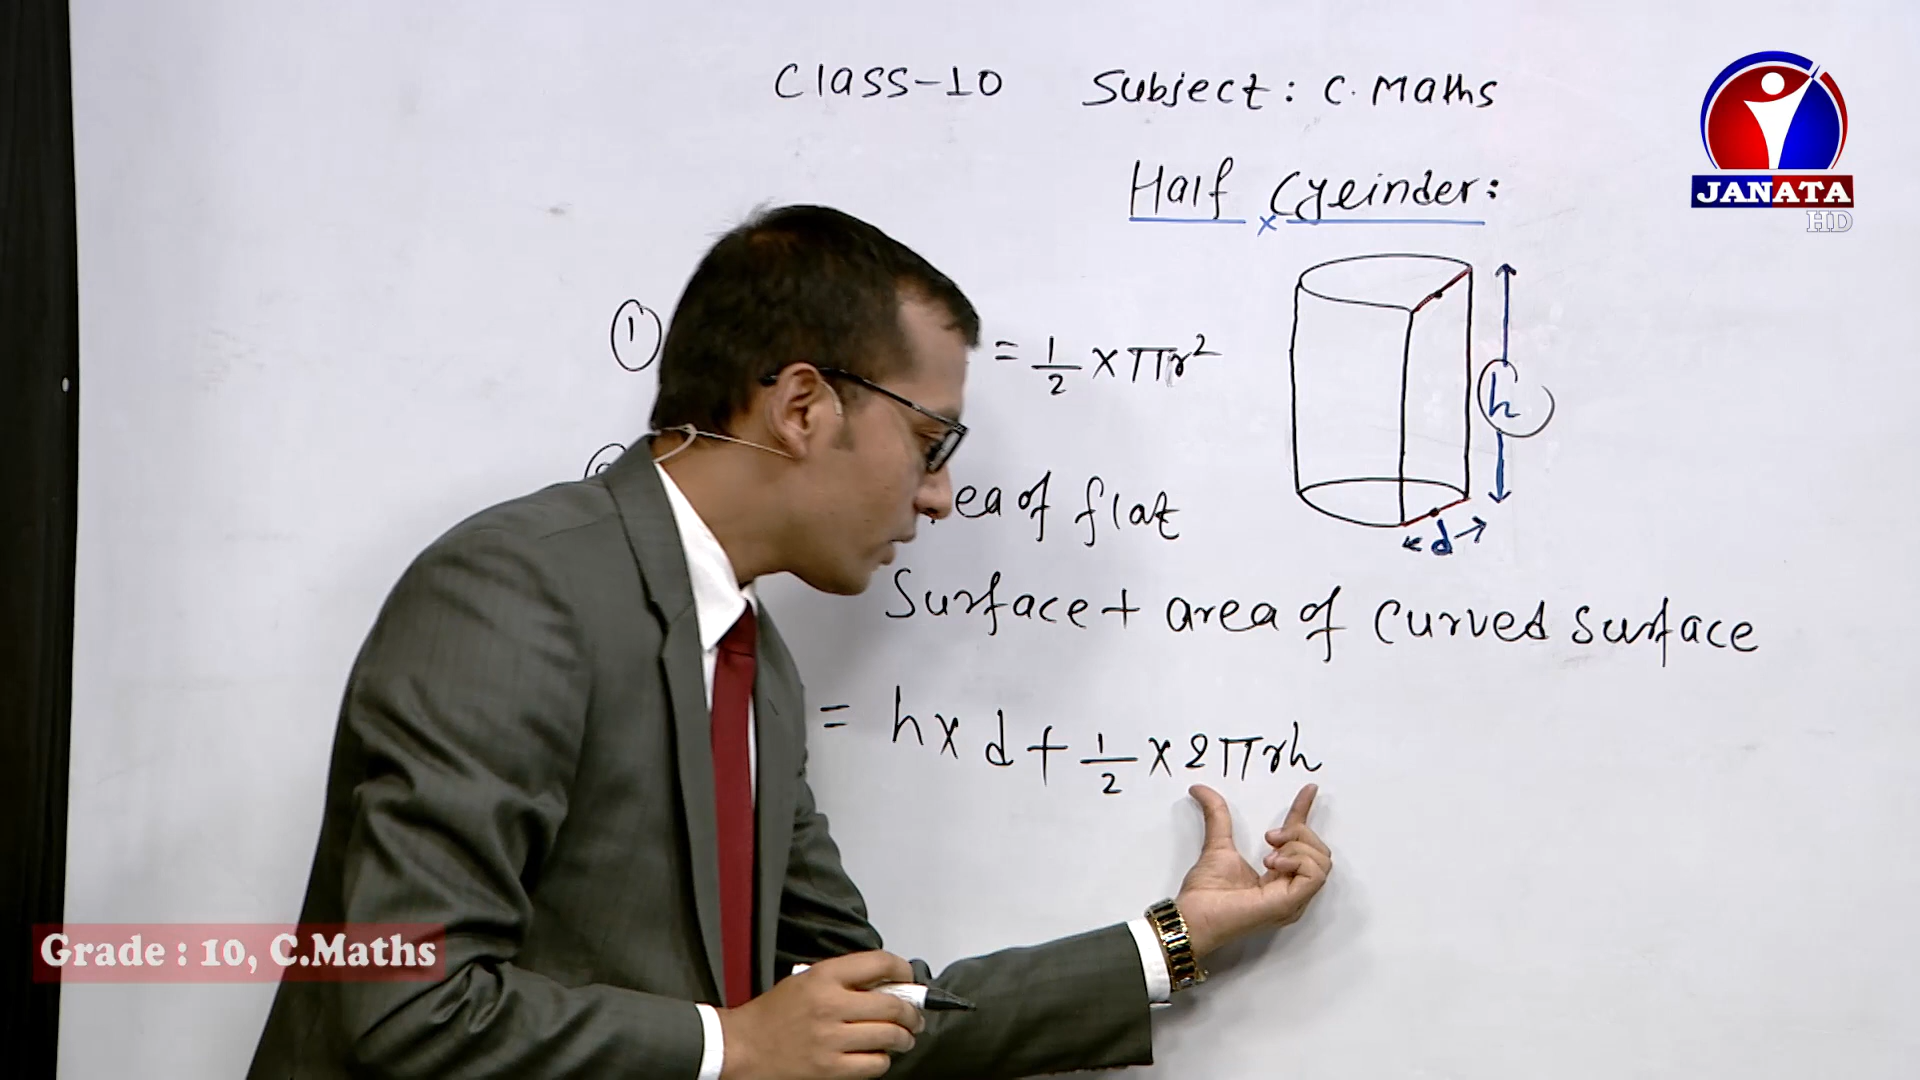 Class-10 Subject: C. Maths
JANATA
HD
Half Cyeinder:
x
1 = 1/2 × πr²
h
ea of flat
d
Surface + area of curved surface
= h × d + 1/2 × 2πrh
Grade : 10, C.Maths